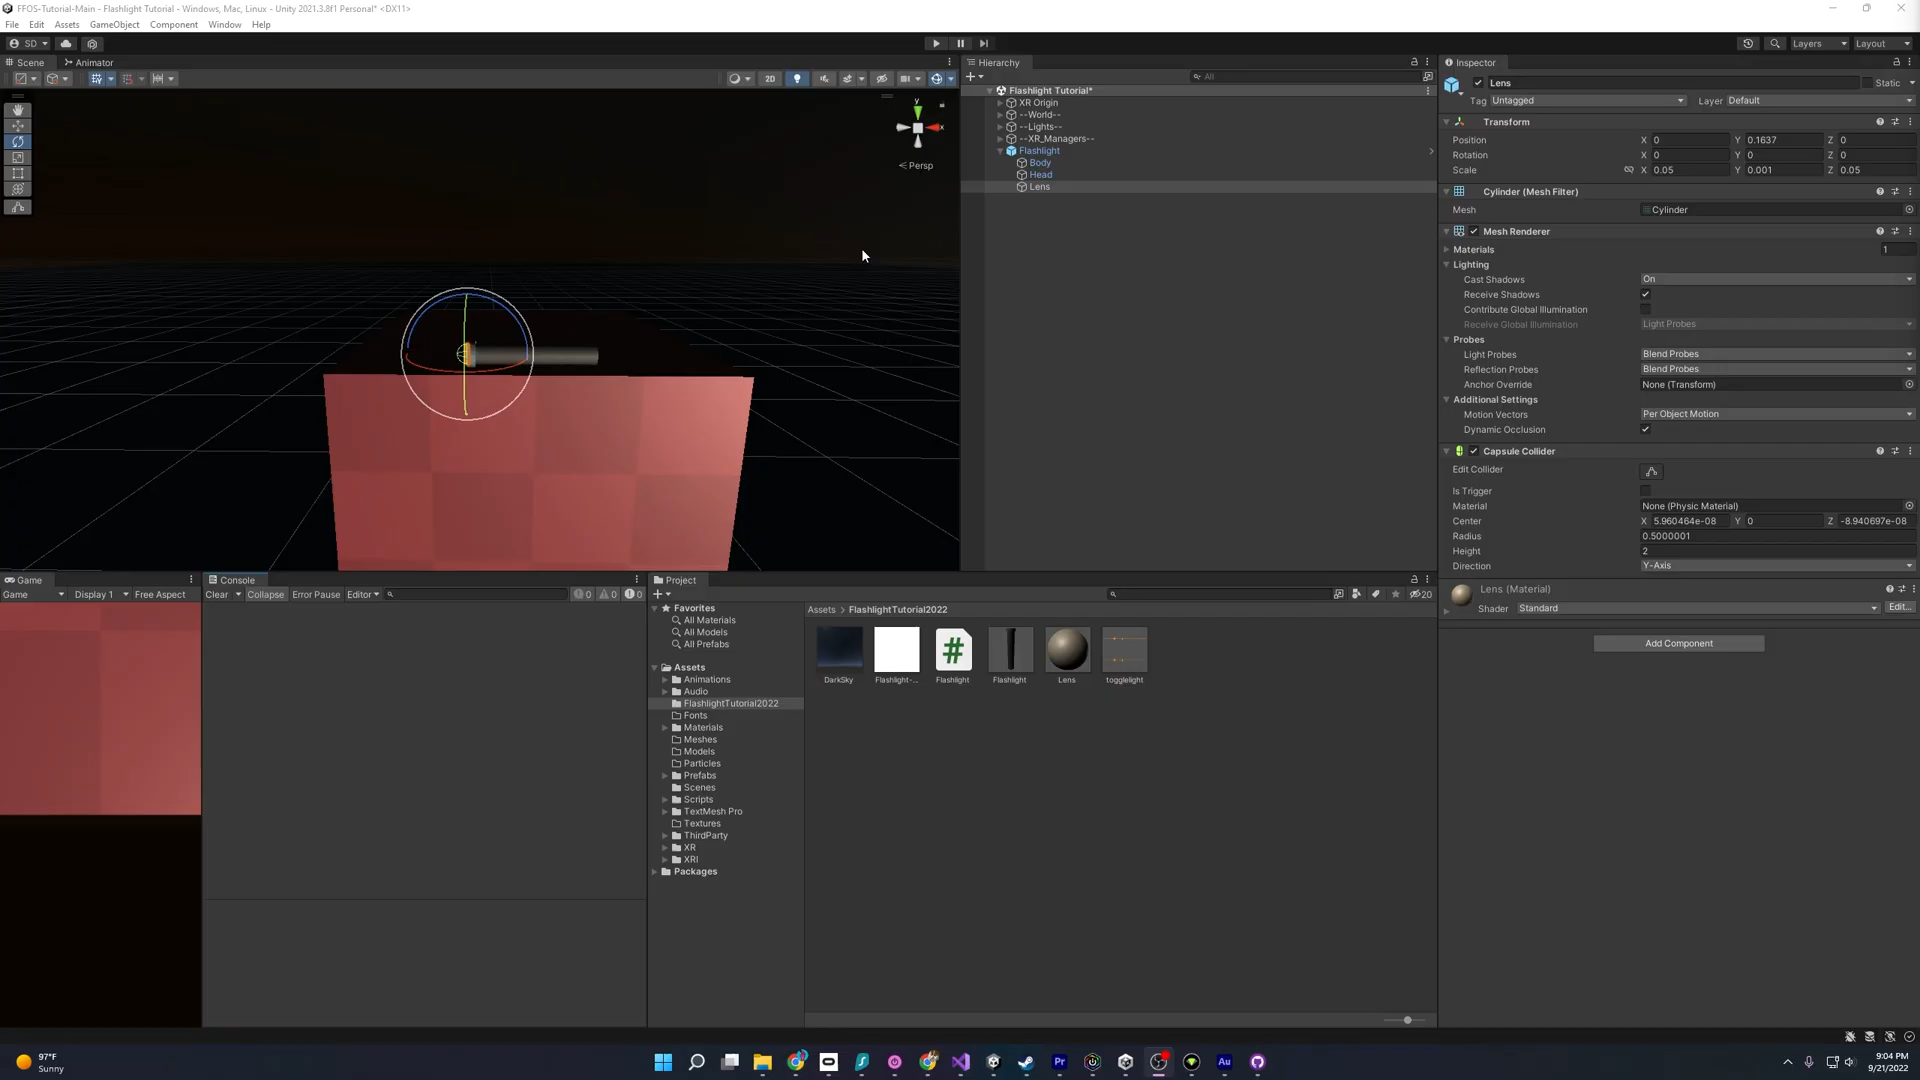 FFOS-Tutorial-Main - Flashlight Tutorial - Windows, Mac, Linux - Unity 2021.3.8f1 Personal* <DX11>
File Edit Assets GameObject Component Window Help
SD Layers Layout
Scene Animator
2D
y
x
< Persp
Hierarchy
All
Flashlight Tutorial*
XR Origin
--World--
--Lights--
--XR_Managers--
Flashlight
Body
Head
Lens
Inspector
Lens Static
Tag Untagged Layer Default
Transform
Position X 0 Y 0.1637 Z 0
Rotation X 0 Y 0 Z 0
Scale X 0.05 Y 0.001 Z 0.05
Cylinder (Mesh Filter)
Mesh Cylinder
Mesh Renderer
Materials 1
Lighting
Cast Shadows On
Receive Shadows
Contribute Global Illumination
Receive Global Illumination Light Probes
Probes
Light Probes Blend Probes
Reflection Probes Blend Probes
Anchor Override None (Transform)
Additional Settings
Motion Vectors Per Object Motion
Dynamic Occlusion
Capsule Collider
Edit Collider
Is Trigger
Material None (Physic Material)
Center X 5.960464e-08 Y 0 Z -8.940697e-08
Radius 0.5000001
Height 2
Direction Y-Axis
Lens (Material)
Shader Standard Edit...
Add Component
Game
Game Display 1 Free Aspect
Console
Clear Collapse Error Pause Editor 0 0 0
Project
20
Favorites
All Materials
All Models
All Prefabs
Assets
Animations
Audio
FlashlightTutorial2022
Fonts
Materials
Meshes
Models
Particles
Prefabs
Scenes
Scripts
TextMesh Pro
Textures
ThirdParty
XR
XRI
Packages
Assets > FlashlightTutorial2022
#
DarkSky Flashlight-... Flashlight Flashlight Lens togglelight
97°F
Sunny
Pr Au
9:04 PM
9/21/2022